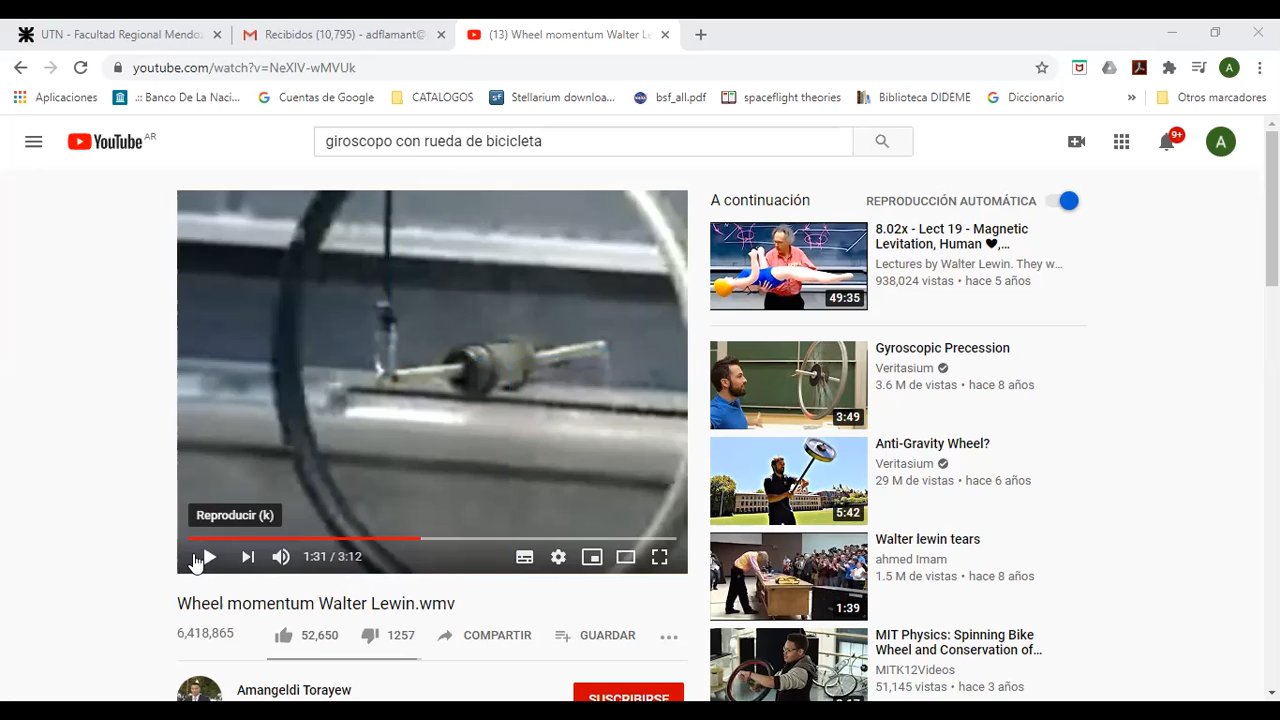 UTN - Facultad Regional Mendoz
Recibidos (10,795) - adflamant@
(13) Wheel momentum Walter Le
youtube.com/watch?v=NeXIV-wMVUk
Aplicaciones
.:: Banco De La Naci...
Cuentas de Google
CATALOGOS
Stellarium downloa...
bsf_all.pdf
spaceflight theories
Biblioteca DIDEME
Diccionario
»
Otros marcadores
YouTube AR
giroscopo con rueda de bicicleta
9+
A
A continuación
REPRODUCCIÓN AUTOMÁTICA
8.02x - Lect 19 - Magnetic
Levitation, Human ♥,...
Lectures by Walter Lewin. They w...
938,024 vistas • hace 5 años
49:35
Gyroscopic Precession
Veritasium
3.6 M de vistas • hace 8 años
3:49
Anti-Gravity Wheel?
Veritasium
29 M de vistas • hace 6 años
5:42
Walter lewin tears
ahmed Imam
1.5 M de vistas • hace 8 años
1:39
MIT Physics: Spinning Bike
Wheel and Conservation of...
MITK12Videos
51,145 vistas • hace 3 años
Reproducir (k)
1:31 / 3:12
Wheel momentum Walter Lewin.wmv
6,418,865
52,650
1257
COMPARTIR
GUARDAR
Amangeldi Torayew
SUSCRIBIRSE